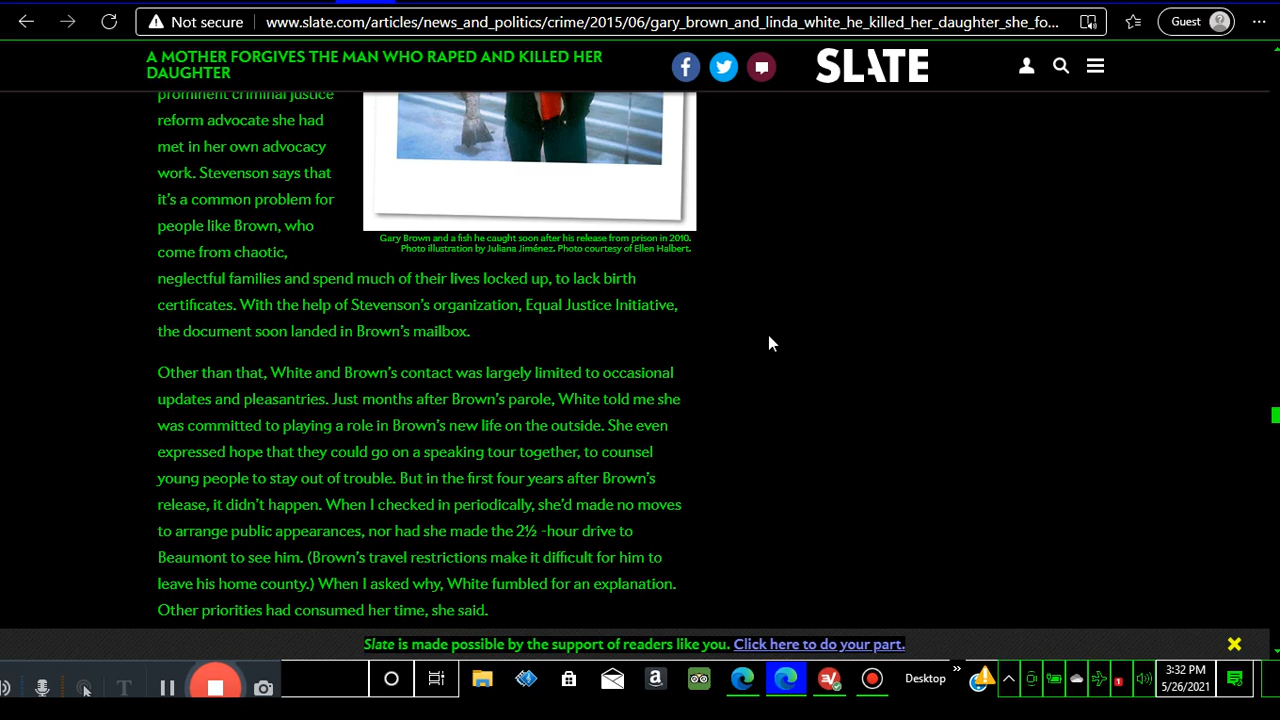 Not secure
www.slate.com/articles/news_and_politics/crime/2015/06/gary_brown_and_linda_white_he_killed_her_daughter_she_fo...
Guest
A MOTHER FORGIVES THE MAN WHO RAPED AND KILLED HER
DAUGHTER
SLATE
prominent criminal justice
reform advocate she had
met in her own advocacy
work. Stevenson says that
it's a common problem for
people like Brown, who
come from chaotic,
Gary Brown and a fish he caught soon after his release from prison in 2010.
Photo illustration by Juliana Jiménez. Photo courtesy of Ellen Halbert.
neglectful families and spend much of their lives locked up, to lack birth
certificates. With the help of Stevenson's organization, Equal Justice Initiative,
the document soon landed in Brown's mailbox.
Other than that, White and Brown's contact was largely limited to occasional
updates and pleasantries. Just months after Brown's parole, White told me she
was committed to playing a role in Brown's new life on the outside. She even
expressed hope that they could go on a speaking tour together, to counsel
young people to stay out of trouble. But in the first four years after Brown's
release, it didn't happen. When I checked in periodically, she'd made no moves
to arrange public appearances, nor had she made the 2½ -hour drive to
Beaumont to see him. (Brown's travel restrictions make it difficult for him to
leave his home county.) When I asked why, White fumbled for an explanation.
Other priorities had consumed her time, she said.
Slate is made possible by the support of readers like you. Click here to do your part.
Desktop
1
3:32 PM
5/26/2021